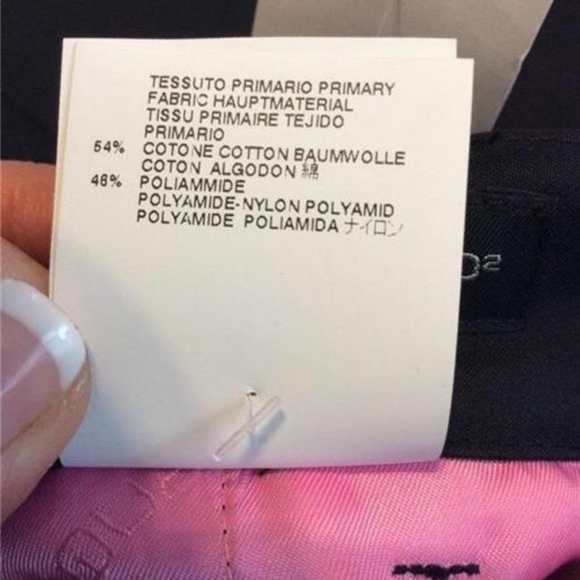 TESSUTO PRIMARIO PRIMARY
FABRIC HAUPTMATERIAL
TISSU PRIMAIRE TEJIDO
PRIMARIO
54% COTONE COTTON BAUMWOLLE
COTON ALGODON 綿
46% POLIAMMIDE
POLYAMIDE-NYLON POLYAMID
POLYAMIDE POLIAMIDA ナイロン